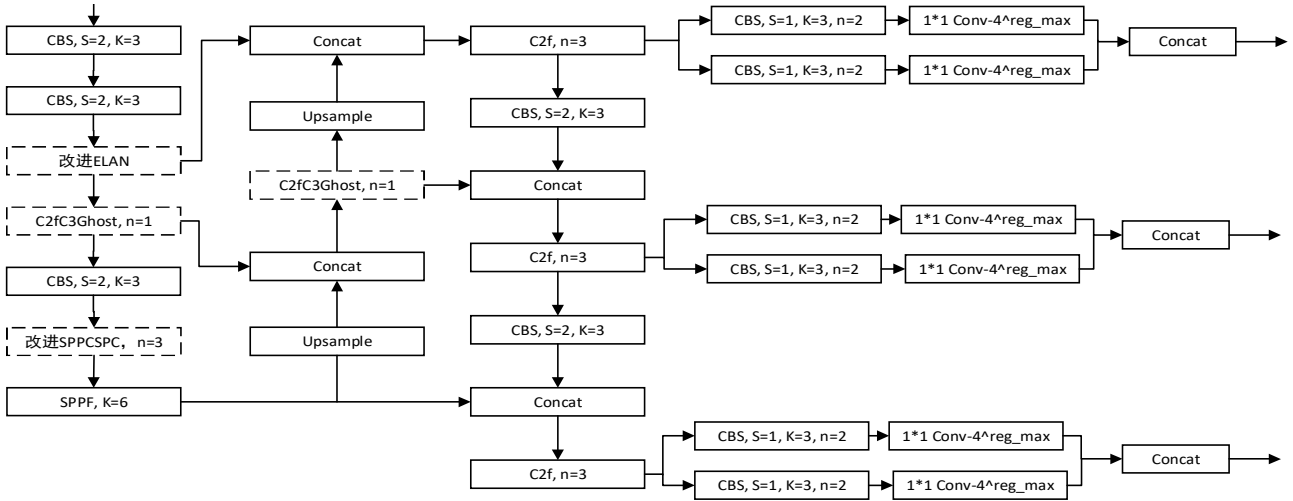 CBS, S=2, K=3
CBS, S=2, K=3
改进ELAN
C2fC3Ghost, n=1
CBS, S=2, K=3
改进SPPCSPC，n=3
SPPF, K=6
Concat
Upsample
C2fC3Ghost, n=1
Concat
Upsample
C2f, n=3
CBS, S=2, K=3
Concat
C2f, n=3
CBS, S=2, K=3
Concat
C2f, n=3
CBS, S=1, K=3, n=2
1*1 Conv-4^reg_max
CBS, S=1, K=3, n=2
1*1 Conv-4^reg_max
Concat
CBS, S=1, K=3, n=2
1*1 Conv-4^reg_max
CBS, S=1, K=3, n=2
1*1 Conv-4^reg_max
Concat
CBS, S=1, K=3, n=2
1*1 Conv-4^reg_max
CBS, S=1, K=3, n=2
1*1 Conv-4^reg_max
Concat